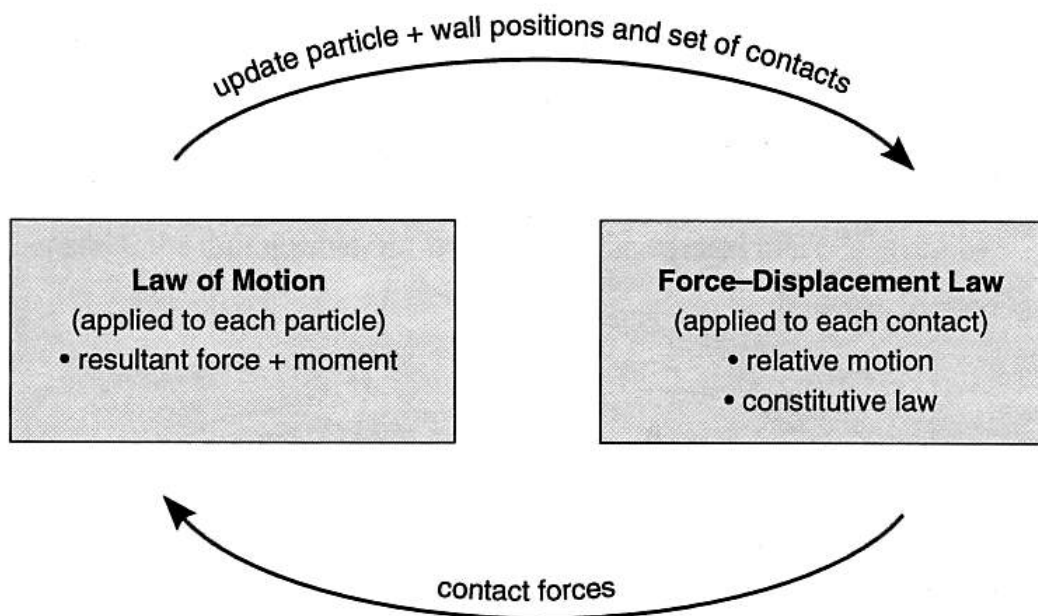 update particle + wall positions and set of contacts
Law of Motion
(applied to each particle)
• resultant force + moment
Force–Displacement Law
(applied to each contact)
• relative motion
• constitutive law
contact forces